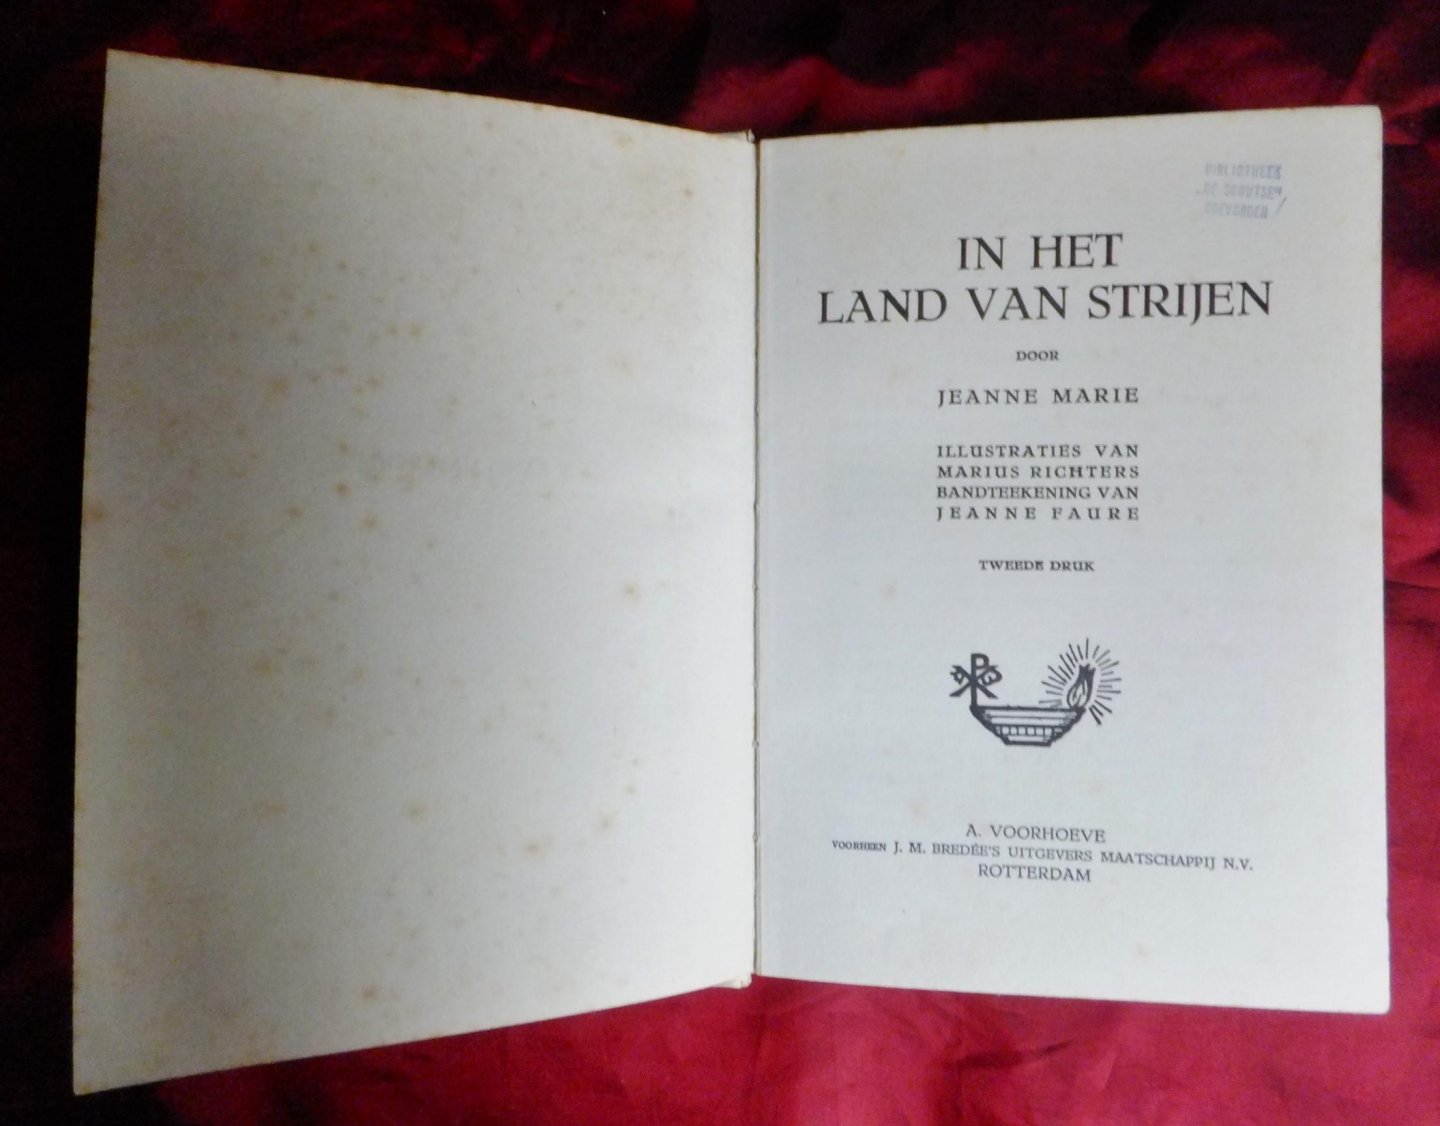 BIBLIOTHEEK
IN HET
LAND VAN STRIJEN
DOOR
JEANNE MARIE
ILLUSTRATIES VAN
MARIUS RICHTERS
BANDTEEKENING VAN
JEANNE FAURE
TWEEDE DRUK
A. VOORHOEVE
VOORHEEN J. M. BREDÉE'S UITGEVERS MAATSCHAPPIJ N.V.
ROTTERDAM